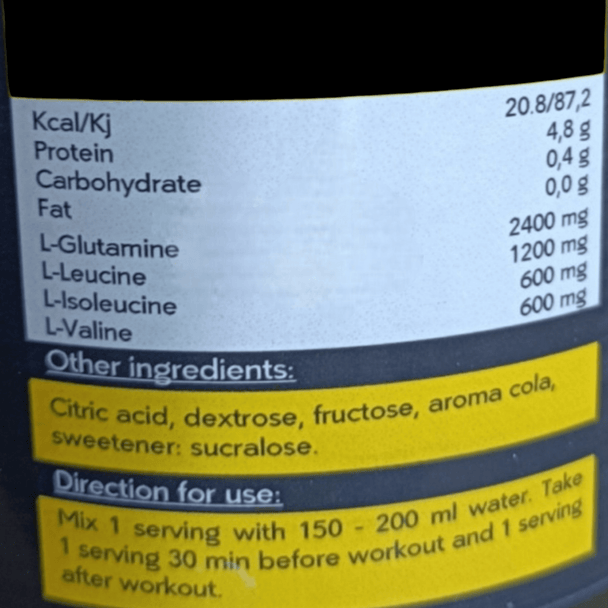 Kcal/Kj 20.8/87,2
Protein 4,8 g
Carbohydrate 0,4 g
Fat 0,0 g
L-Glutamine 2400 mg
L-Leucine 1200 mg
L-Isoleucine 600 mg
L-Valine 600 mg
Other ingredients:
Citric acid, dextrose, fructose, aroma cola,
sweetener: sucralose.
Direction for use:
Mix 1 serving with 150 - 200 ml water. Take
1 serving 30 min before workout and 1 serving
after workout.